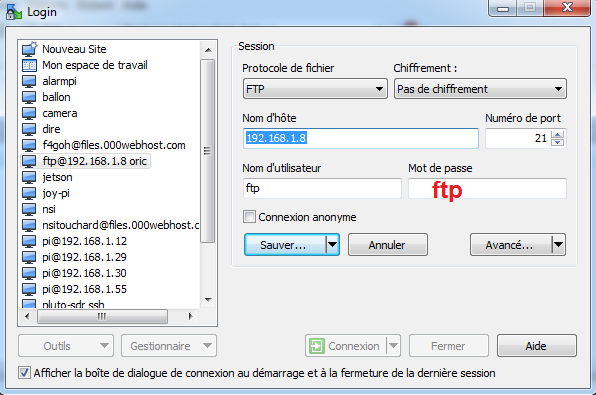 Login
Nouveau Site
Mon espace de travail
alarmpi
ballon
camera
dire
f4goh@files.000webhost.com
ftp@192.168.1.8 oric
jetson
joy-pi
nsi
nsitouchard@files.000webhost.c
pi@192.168.1.12
pi@192.168.1.29
pi@192.168.1.30
pi@192.168.1.55
pluto-sdr ssh
Session
Protocole de fichier
Chiffrement :
FTP
Pas de chiffrement
Nom d'hôte
Numéro de port
192.168.1.8
21
Nom d'utilisateur
Mot de passe
ftp
ftp
Connexion anonyme
Sauver...
Annuler
Avancé...
Outils
Gestionnaire
Connexion
Fermer
Aide
Afficher la boîte de dialogue de connexion au démarrage et à la fermeture de la dernière session